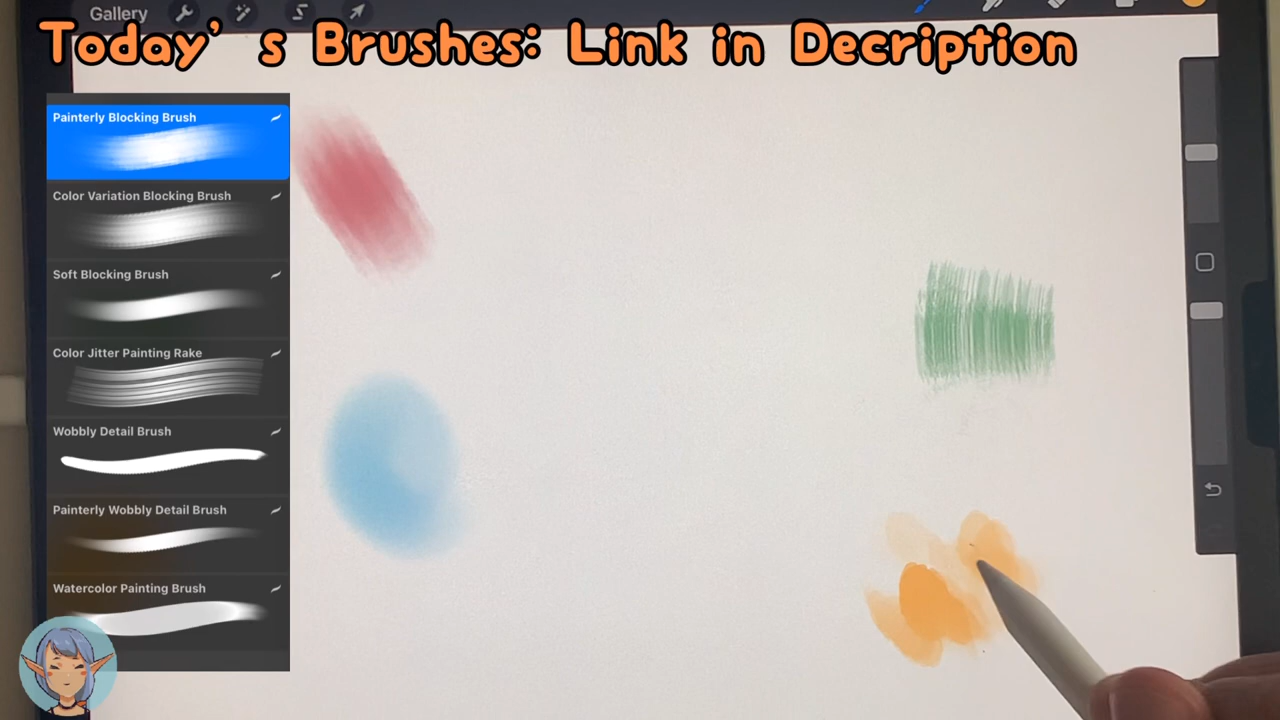 Gallery
Today's Brushes: Link in Decription
Painterly Blocking Brush
Color Variation Blocking Brush
Soft Blocking Brush
Color Jitter Painting Rake
Wobbly Detail Brush
Painterly Wobbly Detail Brush
Watercolor Painting Brush